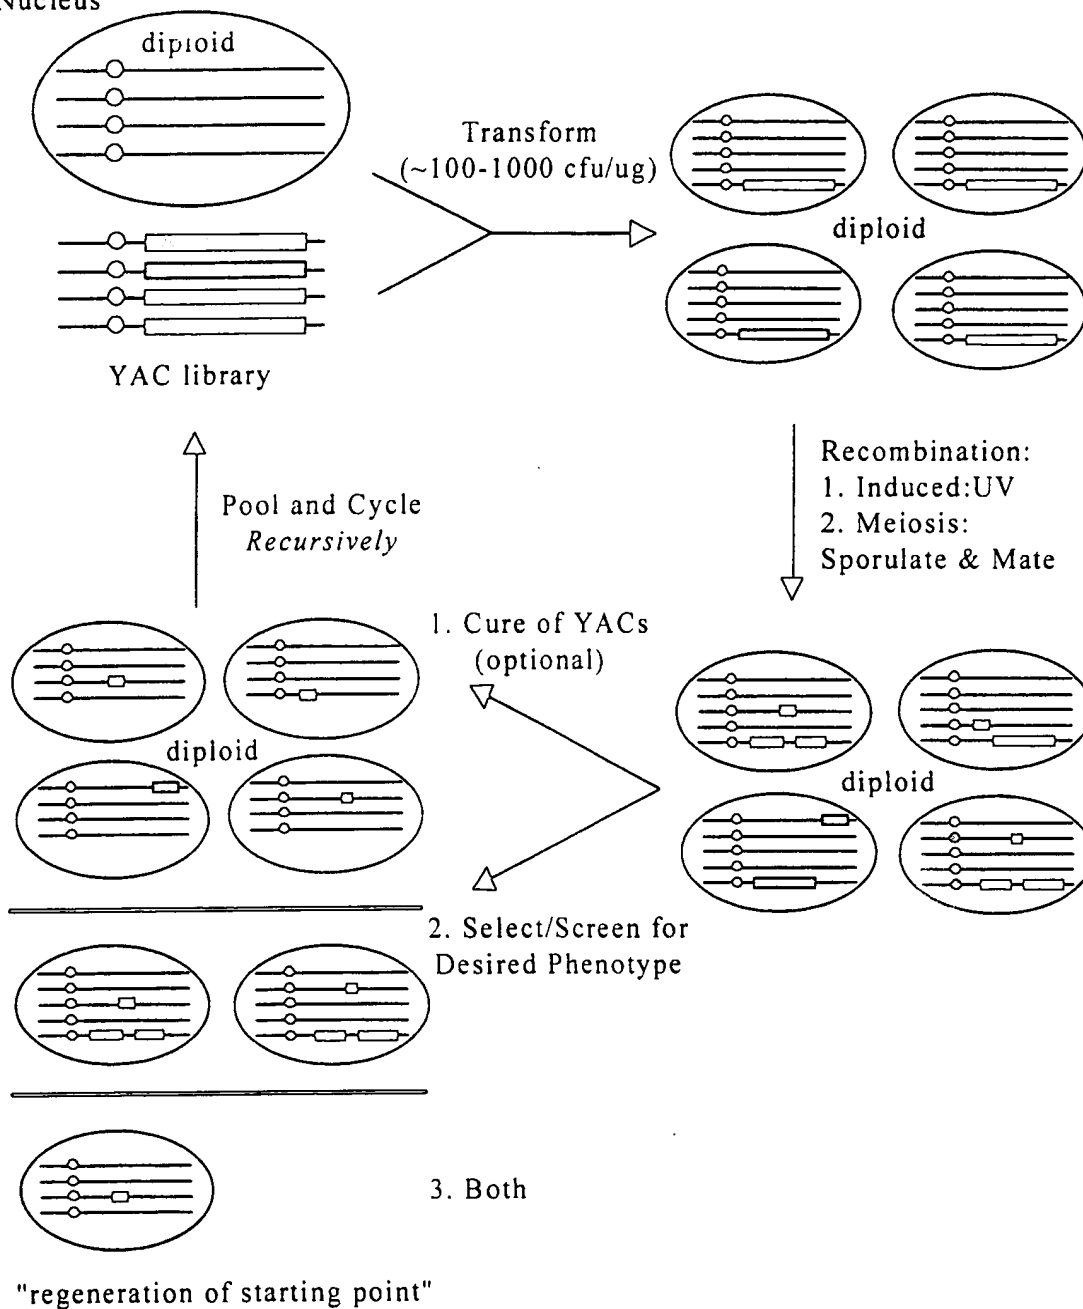 Nucleus
diploid
Transform
(~100-1000 cfu/ug)
diploid
YAC library
Recombination:
1. Induced:UV
2. Meiosis:
Sporulate & Mate
Pool and Cycle
Recursively
1. Cure of YACs
(optional)
diploid
diploid
2. Select/Screen for
Desired Phenotype
3. Both
"regeneration of starting point"